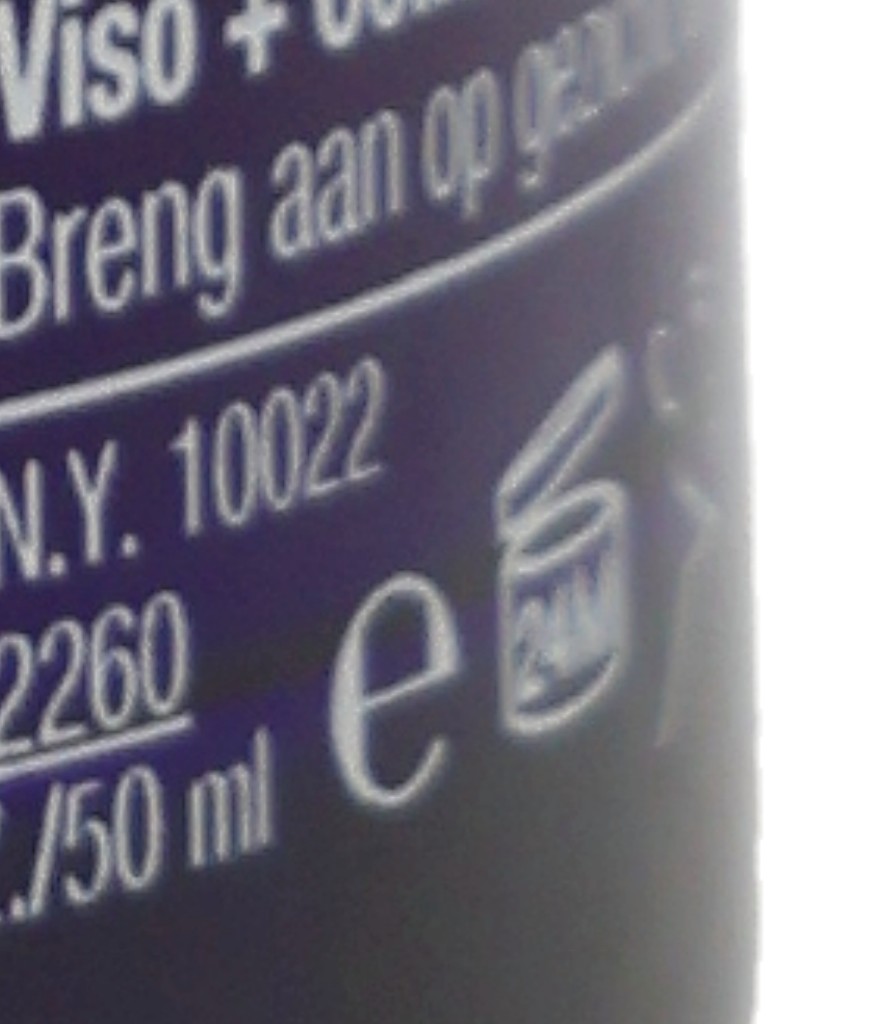 Viso +
Breng aan op
N.Y. 10022
2260
./50 ml
e
24M